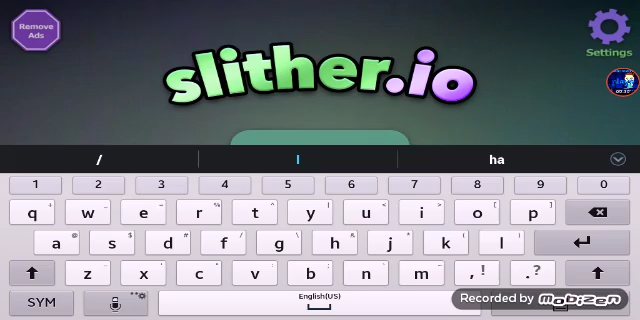 Remove
Ads
slither.io
Settings
/ l ha
1 2 3 4 5 6 7 8 9 0
q w e r t y u i o p
a s d f g h j k l
z x c v b n m , ! . ?
SYM English(US)
Recorded by Mobizen